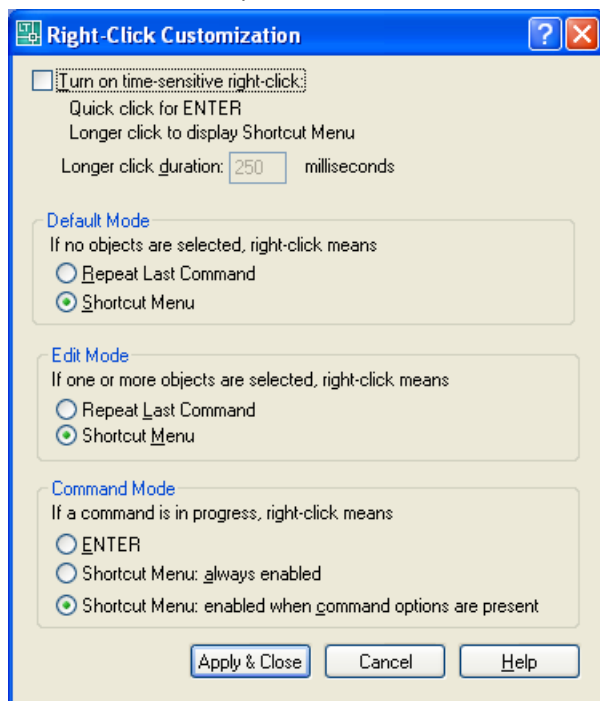 LT
Right-Click Customization
Turn on time-sensitive right-click:
Quick click for ENTER
Longer click to display Shortcut Menu
Longer click duration: 250 milliseconds
Default Mode
If no objects are selected, right-click means
Repeat Last Command
Shortcut Menu
Edit Mode
If one or more objects are selected, right-click means
Repeat Last Command
Shortcut Menu
Command Mode
If a command is in progress, right-click means
ENTER
Shortcut Menu: always enabled
Shortcut Menu: enabled when command options are present
Apply & Close Cancel Help